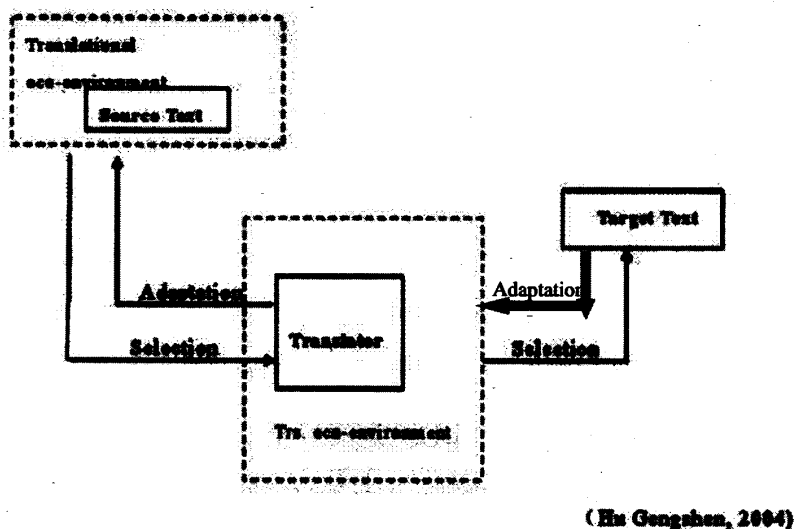 Translational
eco-environment
Source Text
Target Text
Adaptation
Adaptation
Translator
Selection
Selection
Trs. eco-environment
(Hu Gengshen, 2004)